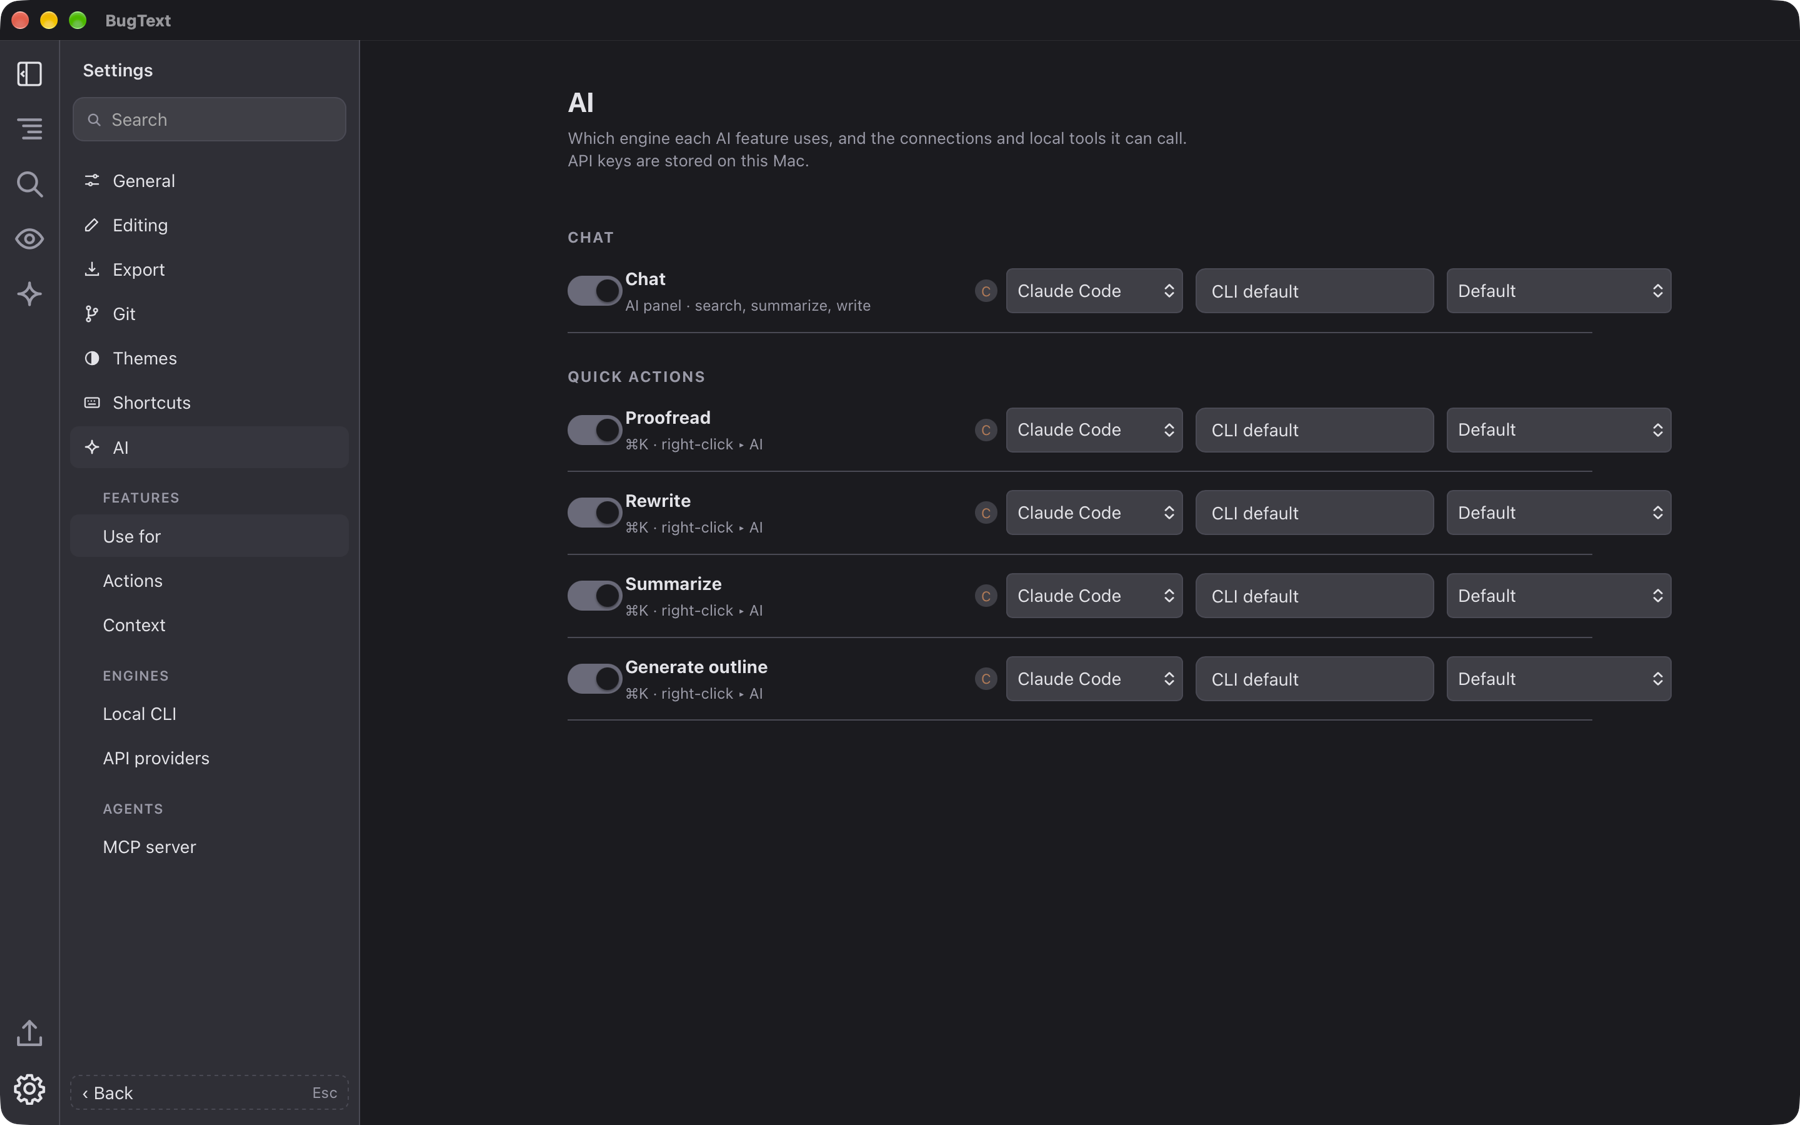 BugText
Settings
Search
General
Editing
Export
Git
Themes
Shortcuts
AI
FEATURES
Use for
Actions
Context
ENGINES
Local CLI
API providers
AGENTS
MCP server
‹ Back Esc
AI
Which engine each AI feature uses, and the connections and local tools it can call.
API keys are stored on this Mac.
CHAT
Chat
AI panel · search, summarize, write
C Claude Code CLI default Default
QUICK ACTIONS
Proofread
⌘K · right-click ▸ AI
C Claude Code CLI default Default
Rewrite
⌘K · right-click ▸ AI
C Claude Code CLI default Default
Summarize
⌘K · right-click ▸ AI
C Claude Code CLI default Default
Generate outline
⌘K · right-click ▸ AI
C Claude Code CLI default Default